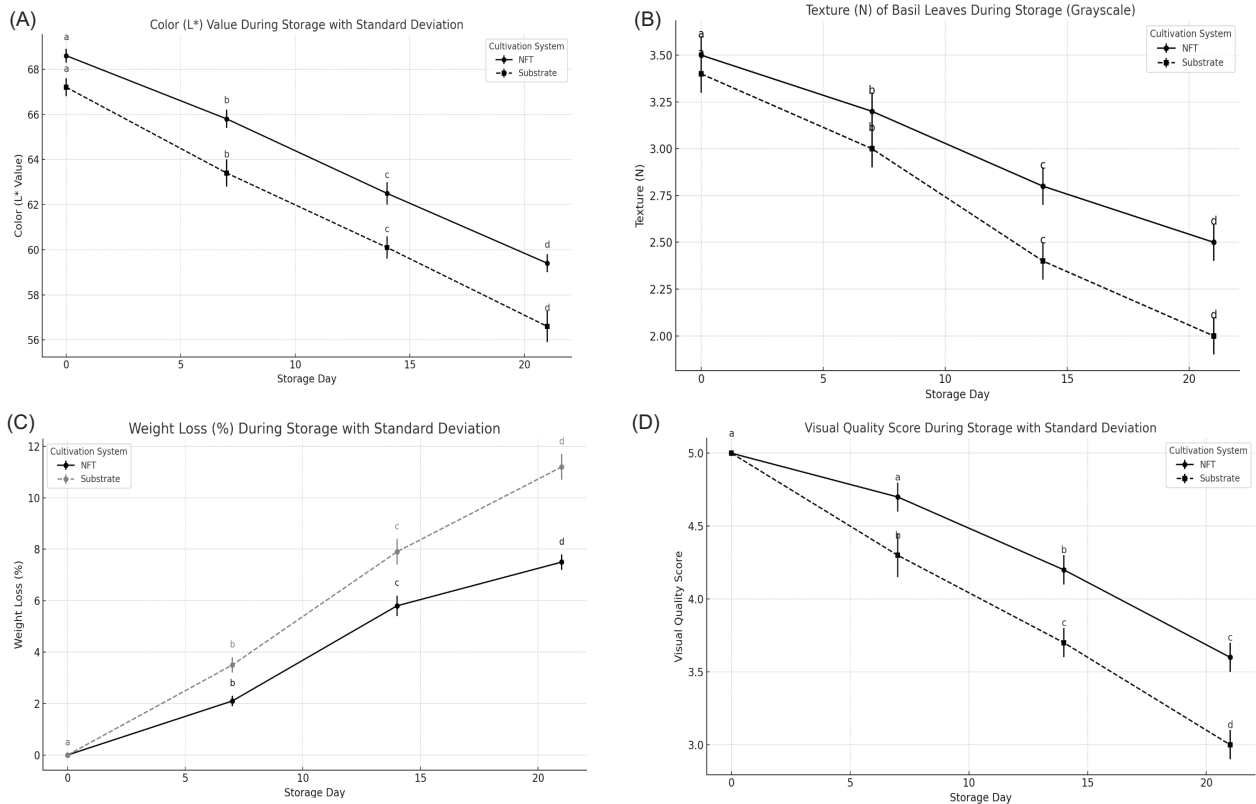 (A)
Color (L*) Value During Storage with Standard Deviation
Cultivation System
NFT
Substrate
a
a
b
b
c
c
d
d
68
66
64
62
60
58
56
Color (L* Value)
0
5
10
15
20
Storage Day
(B)
Texture (N) of Basil Leaves During Storage (Grayscale)
Cultivation System
NFT
Substrate
a
a
b
b
c
c
d
d
3.50
3.25
3.00
2.75
2.50
2.25
2.00
Texture (N)
0
5
10
15
20
Storage Day
(C)
Weight Loss (%) During Storage with Standard Deviation
Cultivation System
NFT
Substrate
a
b
b
c
c
d
d
12
10
8
6
4
2
0
Weight Loss (%)
0
5
10
15
20
Storage Day
(D)
Visual Quality Score During Storage with Standard Deviation
Cultivation System
NFT
Substrate
a
a
b
b
c
c
d
5.0
4.5
4.0
3.5
3.0
Visual Quality Score
0
5
10
15
20
Storage Day